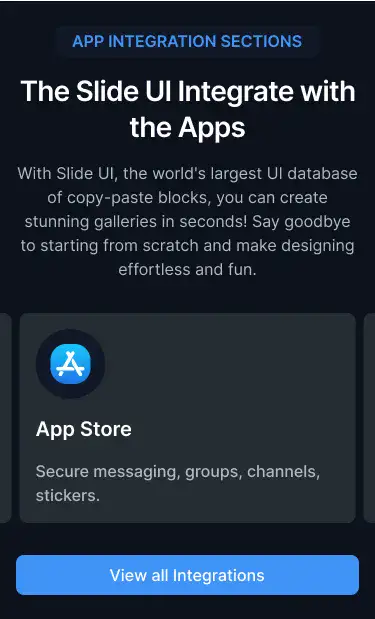 APP INTEGRATION SECTIONS
The Slide UI Integrate with
the Apps
With Slide UI, the world's largest UI database
of copy-paste blocks, you can create
stunning galleries in seconds! Say goodbye
to starting from scratch and make designing
effortless and fun.
App Store
Secure messaging, groups, channels,
stickers.
View all Integrations